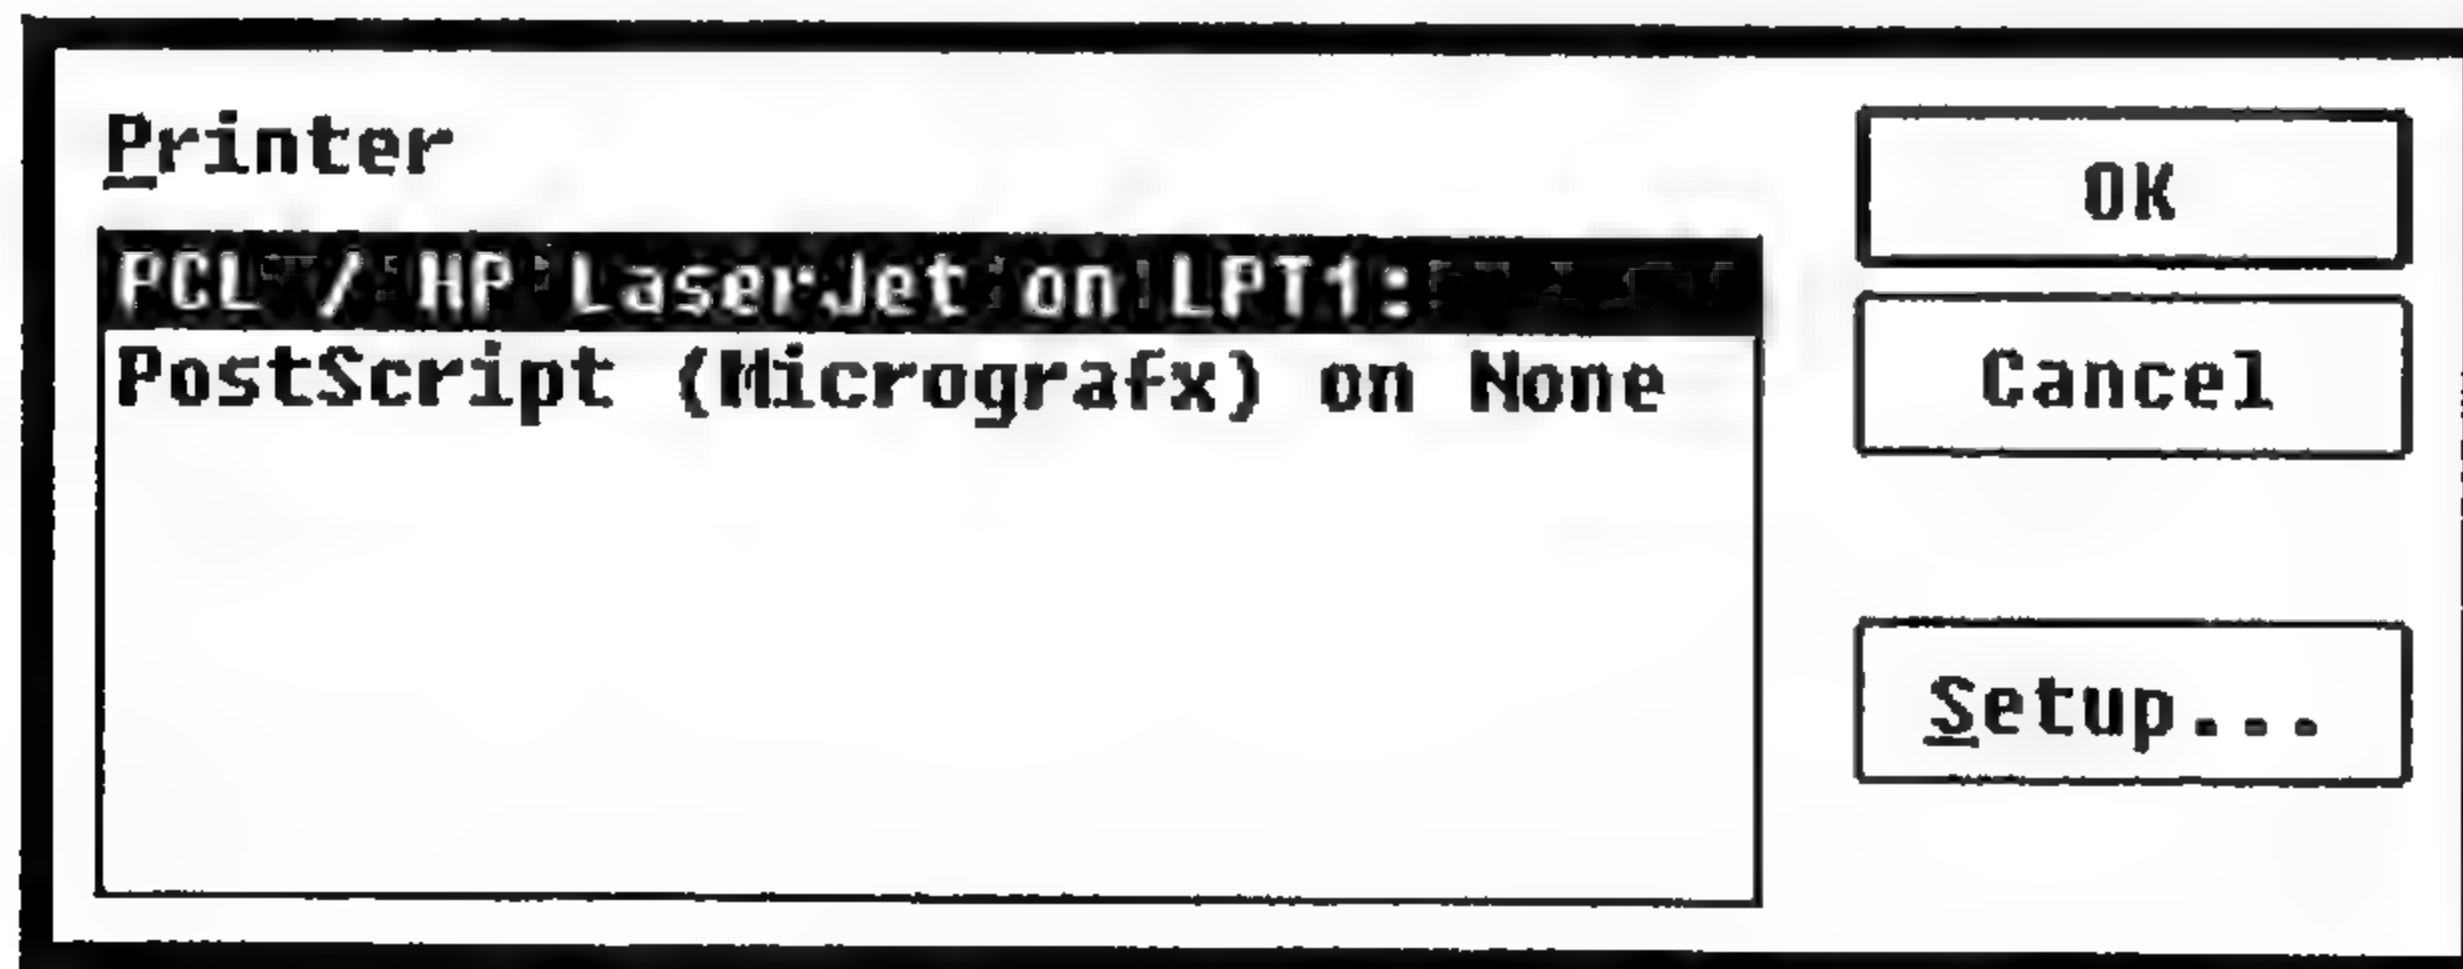 Printer
PCL / HP LaserJet on LPT1:
PostScript (Micrografx) on None
OK
Cancel
Setup...